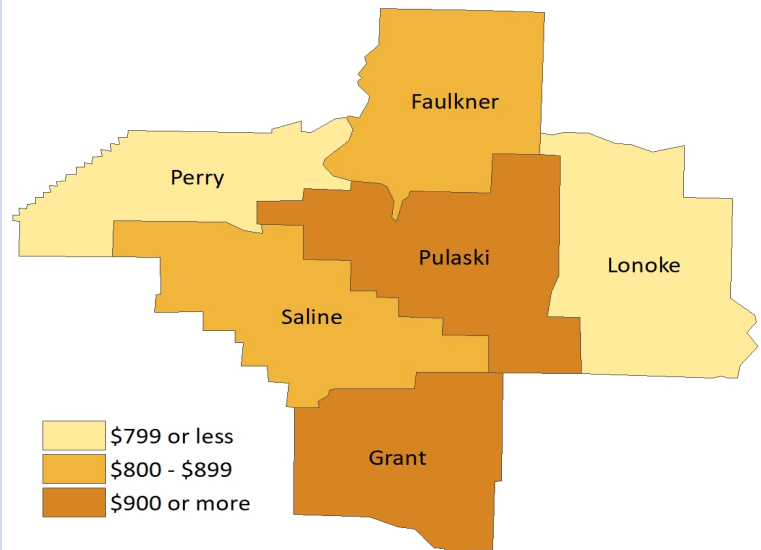 Faulkner
Perry
Pulaski
Lonoke
Saline
Grant
$799 or less
$800 - $899
$900 or more